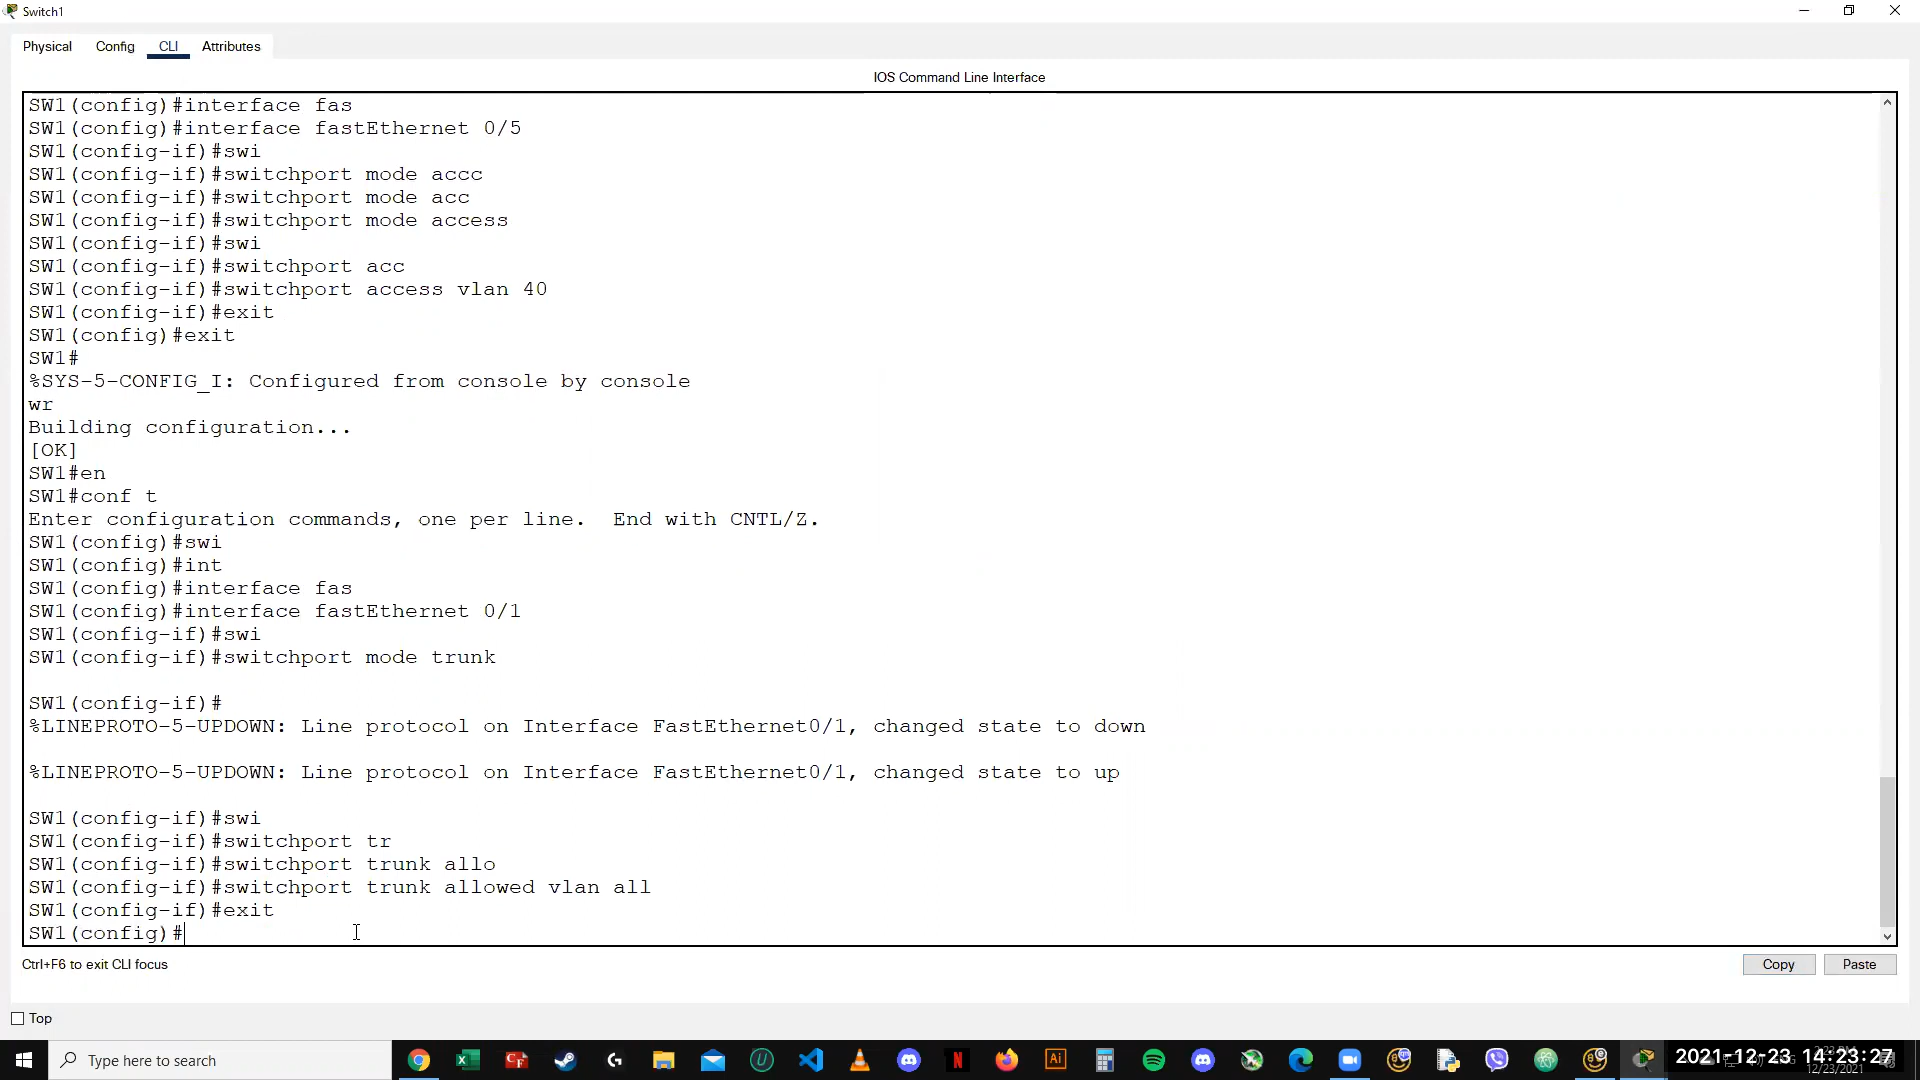 Switch1
Physical Config CLI Attributes
IOS Command Line Interface
SW1(config)#interface fas
SW1(config)#interface fastEthernet 0/5
SW1(config-if)#swi
SW1(config-if)#switchport mode accc
SW1(config-if)#switchport mode acc
SW1(config-if)#switchport mode access
SW1(config-if)#swi
SW1(config-if)#switchport acc
SW1(config-if)#switchport access vlan 40
SW1(config-if)#exit
SW1(config)#exit
SW1#
%SYS-5-CONFIG_I: Configured from console by console
wr
Building configuration...
[OK]
SW1#en
SW1#conf t
Enter configuration commands, one per line.  End with CNTL/Z.
SW1(config)#swi
SW1(config)#int
SW1(config)#interface fas
SW1(config)#interface fastEthernet 0/1
SW1(config-if)#swi
SW1(config-if)#switchport mode trunk
SW1(config-if)#
%LINEPROTO-5-UPDOWN: Line protocol on Interface FastEthernet0/1, changed state to down
%LINEPROTO-5-UPDOWN: Line protocol on Interface FastEthernet0/1, changed state to up
SW1(config-if)#swi
SW1(config-if)#switchport tr
SW1(config-if)#switchport trunk allo
SW1(config-if)#switchport trunk allowed vlan all
SW1(config-if)#exit
SW1(config)#
Ctrl+F6 to exit CLI focus
Copy Paste
Top
Type here to search
2021-12-23 14:23:27
12/23/2021